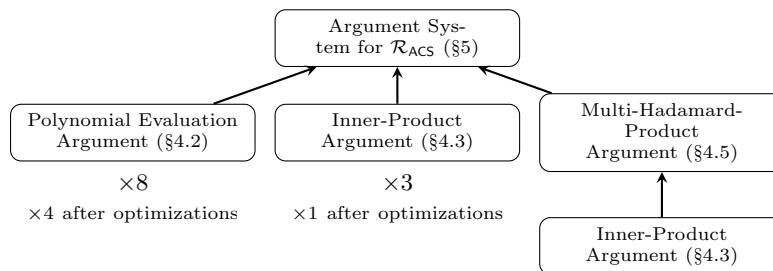 Argument Sys-
tem for R_ACS (§5)
Polynomial Evaluation
Argument (§4.2)
×8
×4 after optimizations
Inner-Product
Argument (§4.3)
×3
×1 after optimizations
Multi-Hadamard-
Product
Argument (§4.5)
Inner-Product
Argument (§4.3)